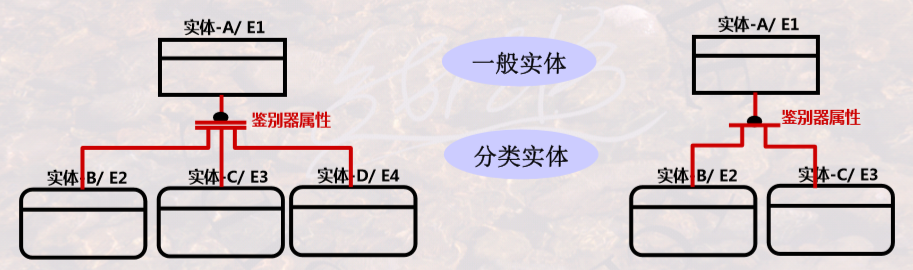 实体-A/ E1
鉴别器属性
实体-B/ E2
实体-C/ E3
实体-D/ E4
一般实体
分类实体
实体-A/ E1
鉴别器属性
实体-B/ E2
实体-C/ E3